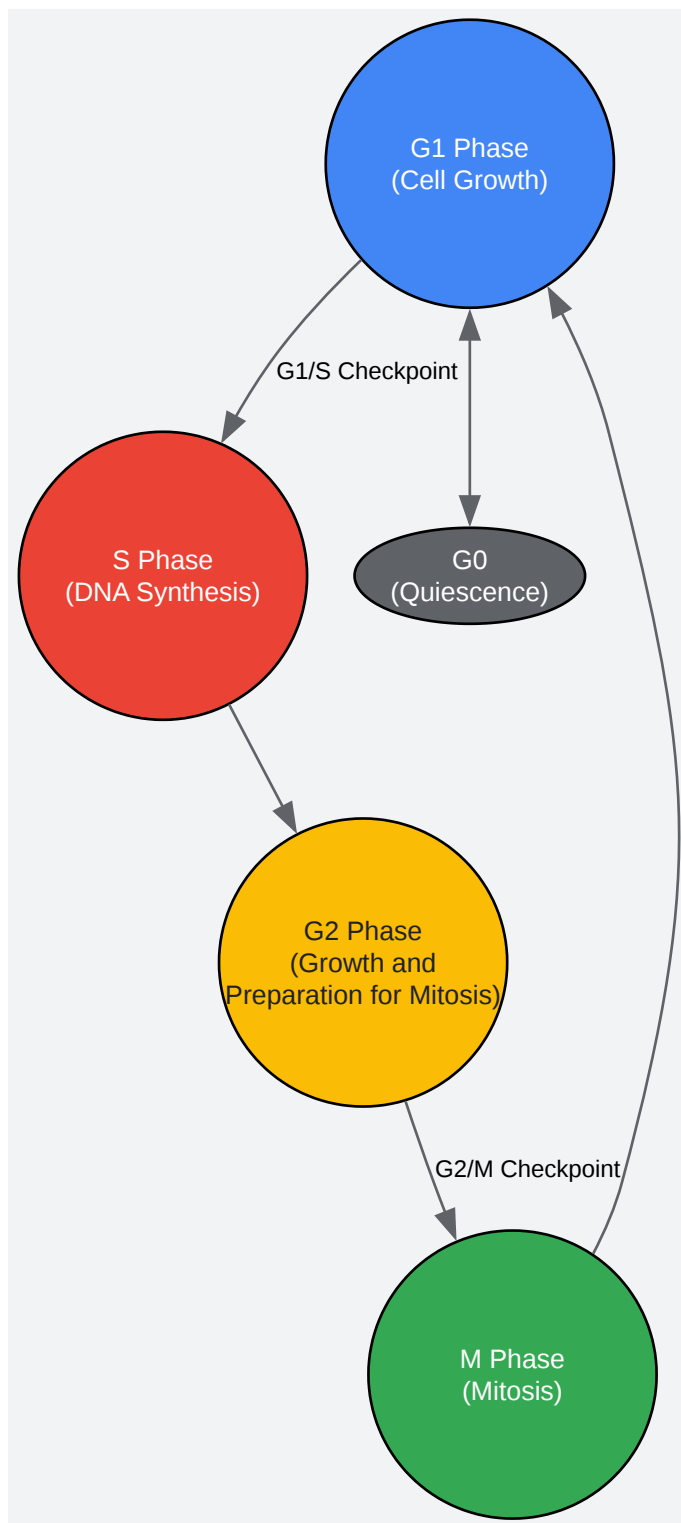 G1 Phase
(Cell Growth)
G1/S Checkpoint
S Phase
(DNA Synthesis)
G0
(Quiescence)
G2 Phase
(Growth and
Preparation for Mitosis)
G2/M Checkpoint
M Phase
(Mitosis)